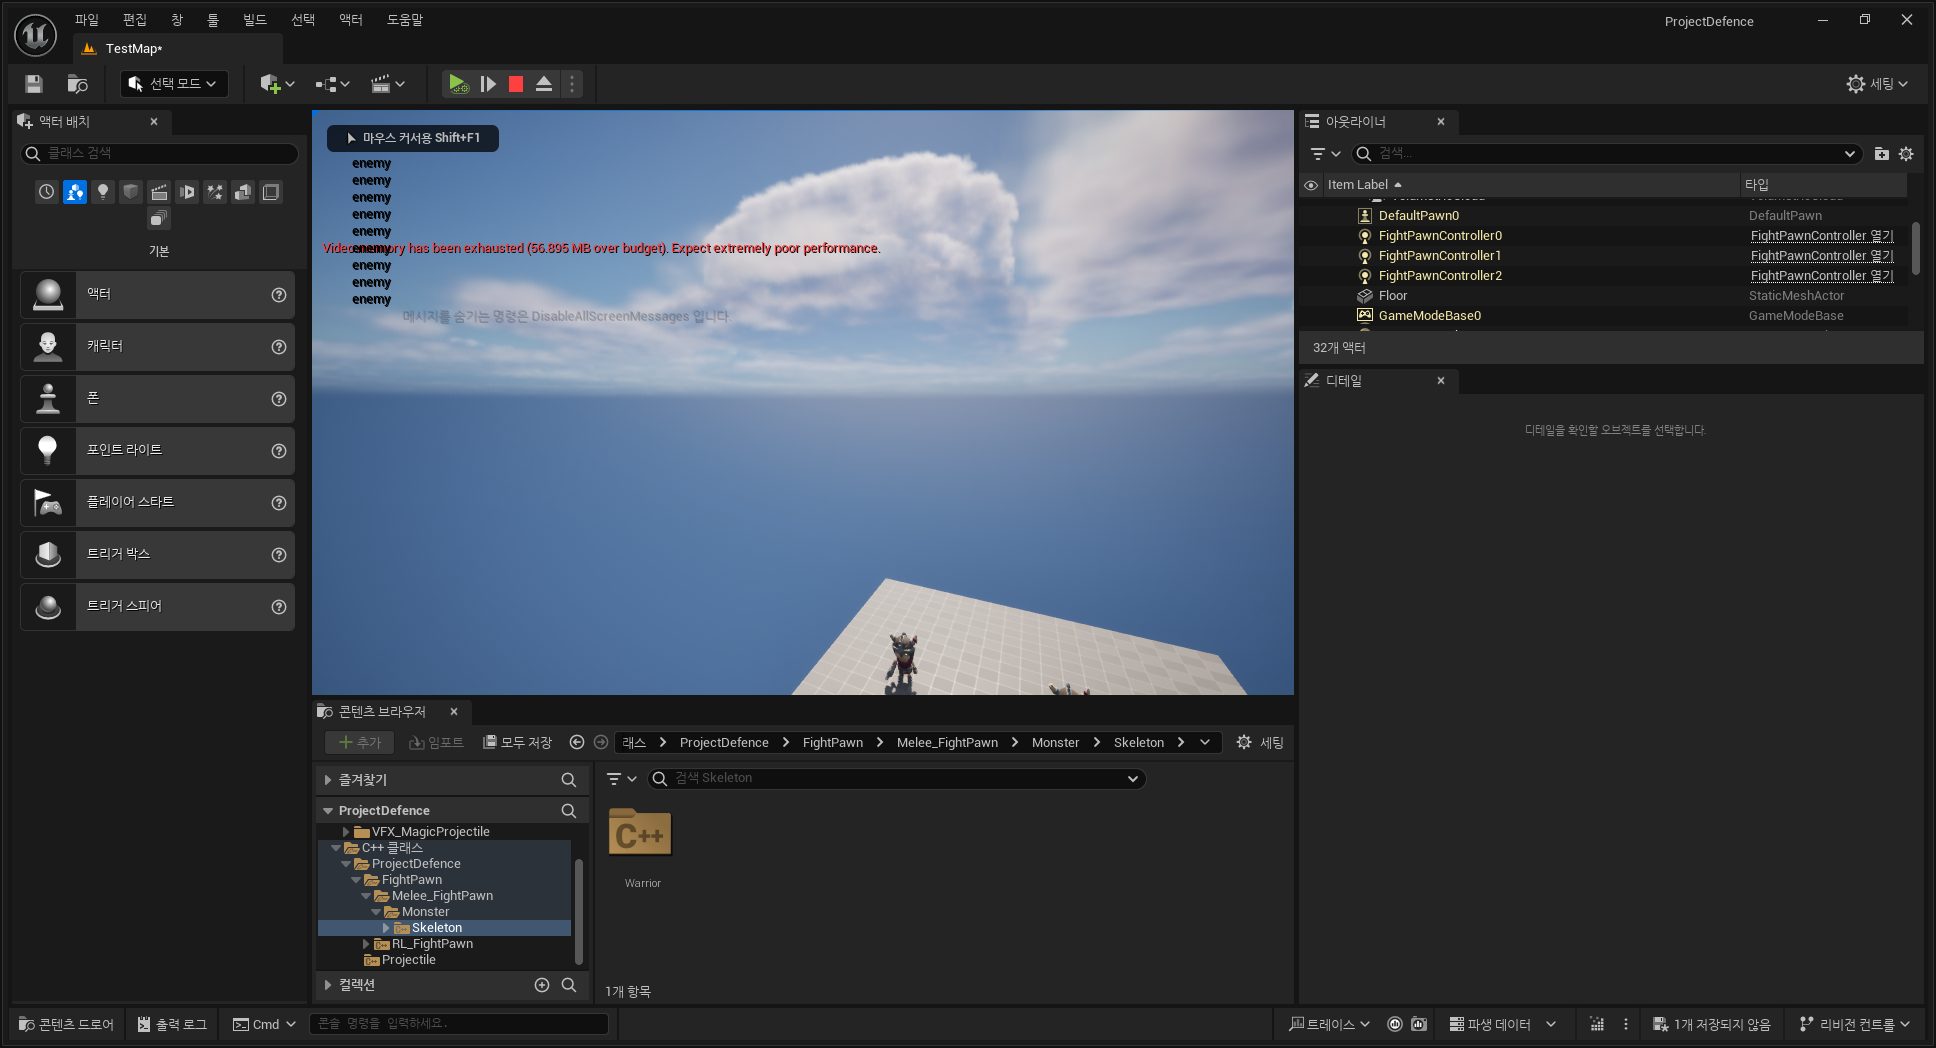 파일 편집 창 툴 빌드 선택 액터 도움말
ProjectDefence
TestMap*
선택 모드
세팅
액터 배치
클래스 검색
기본
액터
캐릭터
폰
포인트 라이트
플레이어 스타트
트리거 박스
트리거 스피어
마우스 커서용 Shift+F1
enemy
enemy
enemy
enemy
enemy
enemy
enemy
enemy
enemy
has been exhausted (56.895 MB over budget). Expect extremely poor performance.
메시지를 숨기는 명령은 DisableAllScreenMessages 입니다.
아웃라이너
검색...
Item Label 타입
DefaultPawn0 DefaultPawn
FightPawnController0 FightPawnController 열기
FightPawnController1 FightPawnController 열기
FightPawnController2 FightPawnController 열기
Floor StaticMeshActor
GameModeBase0 GameModeBase
32개 액터
디테일
디테일을 확인할 오브젝트를 선택합니다.
콘텐츠 브라우저
추가 임포트 모두 저장 래스 ProjectDefence FightPawn Melee_FightPawn Monster Skeleton 세팅
즐겨찾기
ProjectDefence
VFX_MagicProjectile
C++ 클래스
ProjectDefence
FightPawn
Melee_FightPawn
Monster
Skeleton
RL_FightPawn
Projectile
컬렉션
검색 Skeleton
C++
Warrior
1개 항목
콘텐츠 드로어 출력 로그 Cmd 콘솔 명령을 입력하세요.
트레이스 파생 데이터 1개 저장되지 않음 리비전 컨트롤